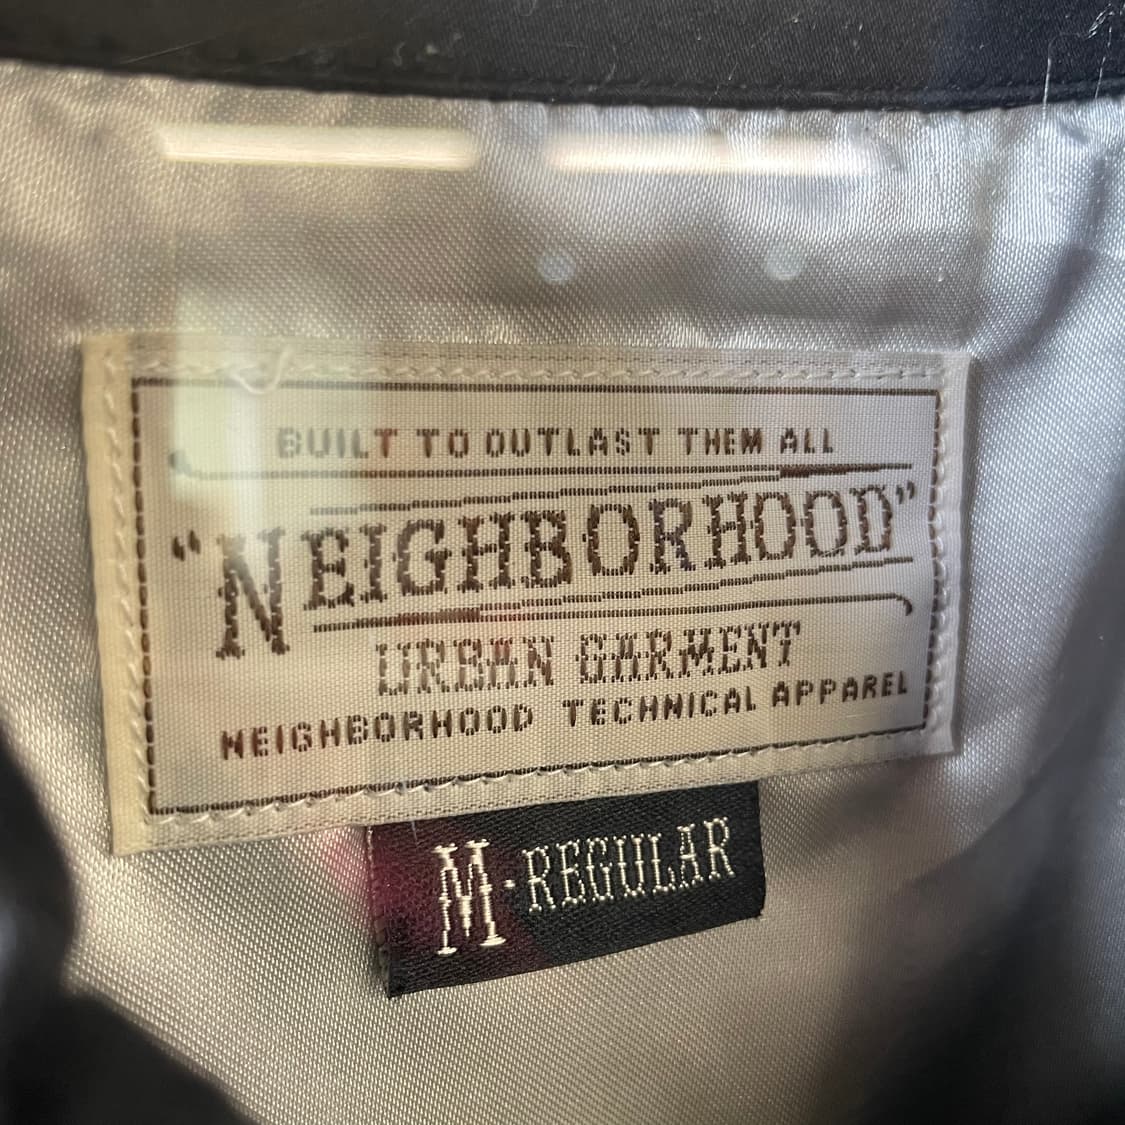 BUILT TO OUTLAST THEM ALL
"NEIGHBORHOOD"
URBAN GARMENT
NEIGHBORHOOD TECHNICAL APPAREL
M·REGULAR